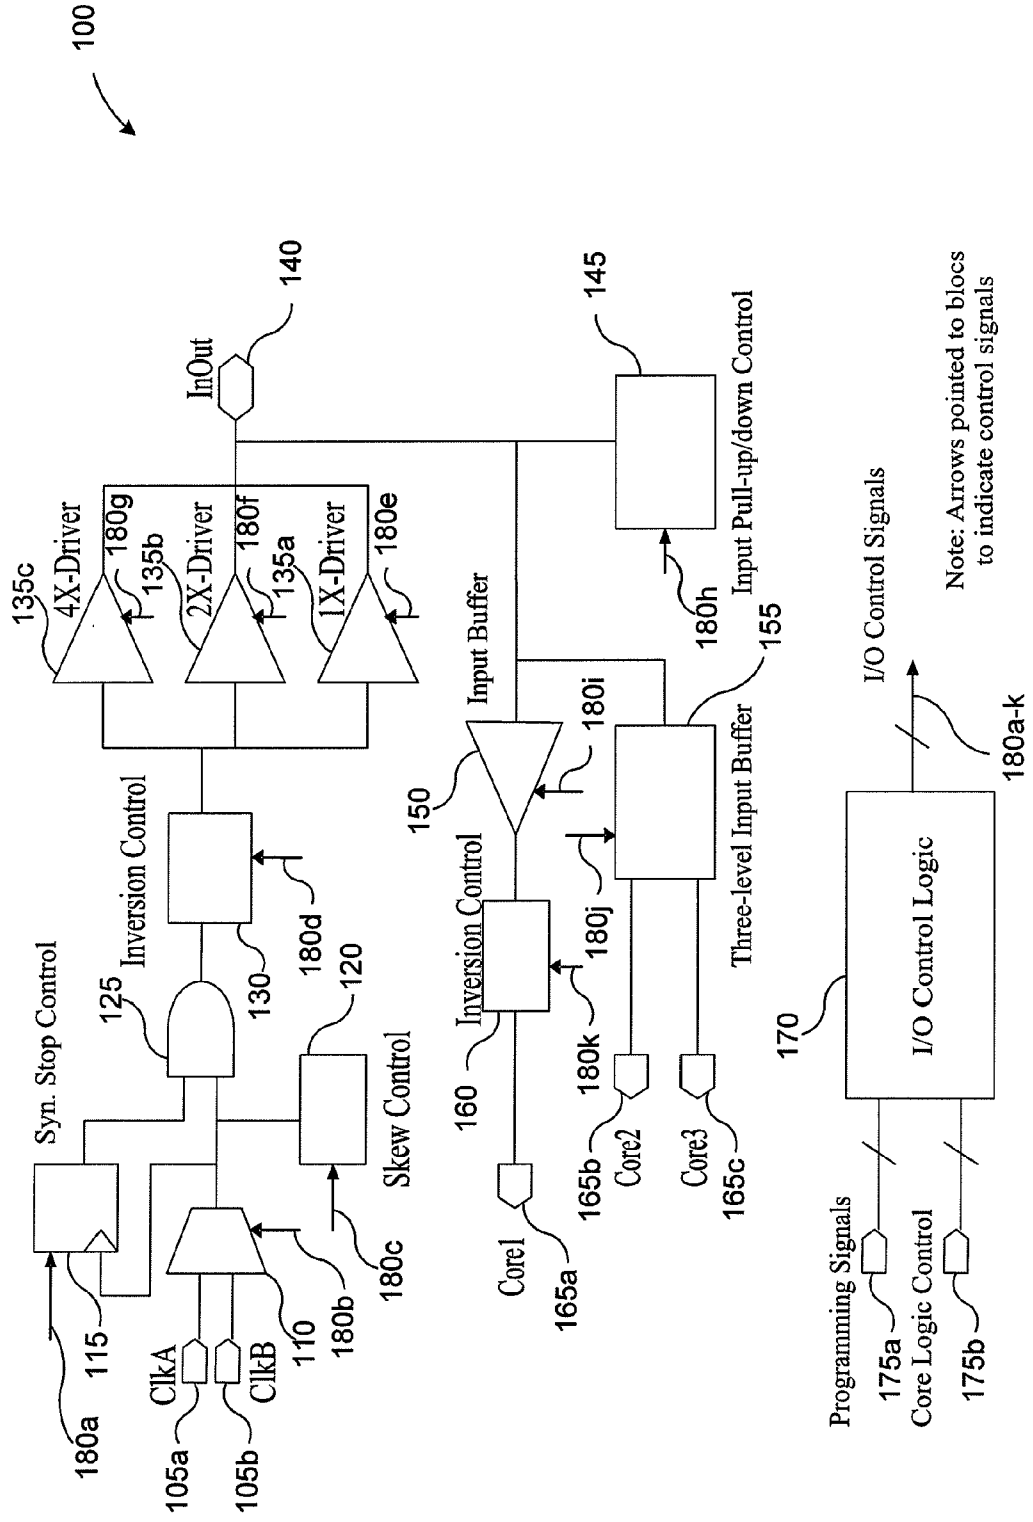 100
InOut
140
135c
4X-Driver
180g
135b
2X-Driver
180f
135a
1X-Driver
180e
Inversion Control
130
180d
Syn. Stop Control
125
120
Skew Control
180c
115
180a
110
180b
ClkA
ClkB
105a
105b
145
Input Pull-up/down Control
180h
Input Buffer
150
180i
155
Three-level Input Buffer
180j
Inversion Control
160
180k
Core1
165a
165b
Core2
Core3
165c
170
I/O Control Logic
I/O Control Signals
180a-k
Programming Signals
175a
Core Logic Control
175b
Note: Arrows pointed to blocs
to indicate control signals